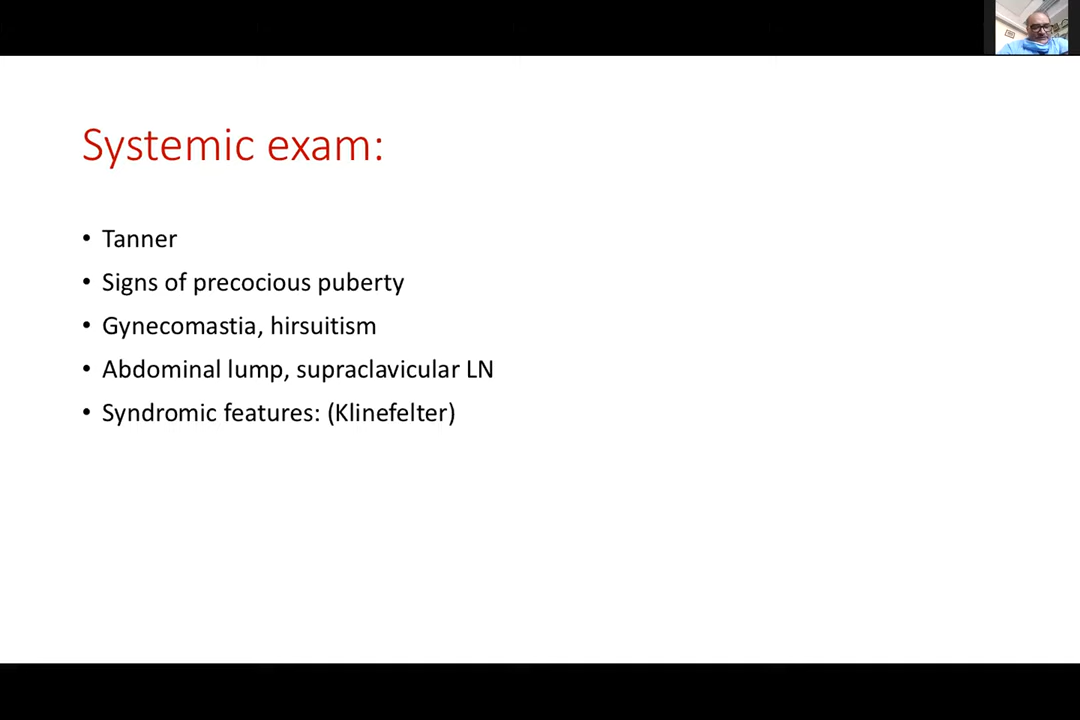 Systemic exam:
• Tanner
• Signs of precocious puberty
• Gynecomastia, hirsuitism
• Abdominal lump, supraclavicular LN
• Syndromic features: (Klinefelter)